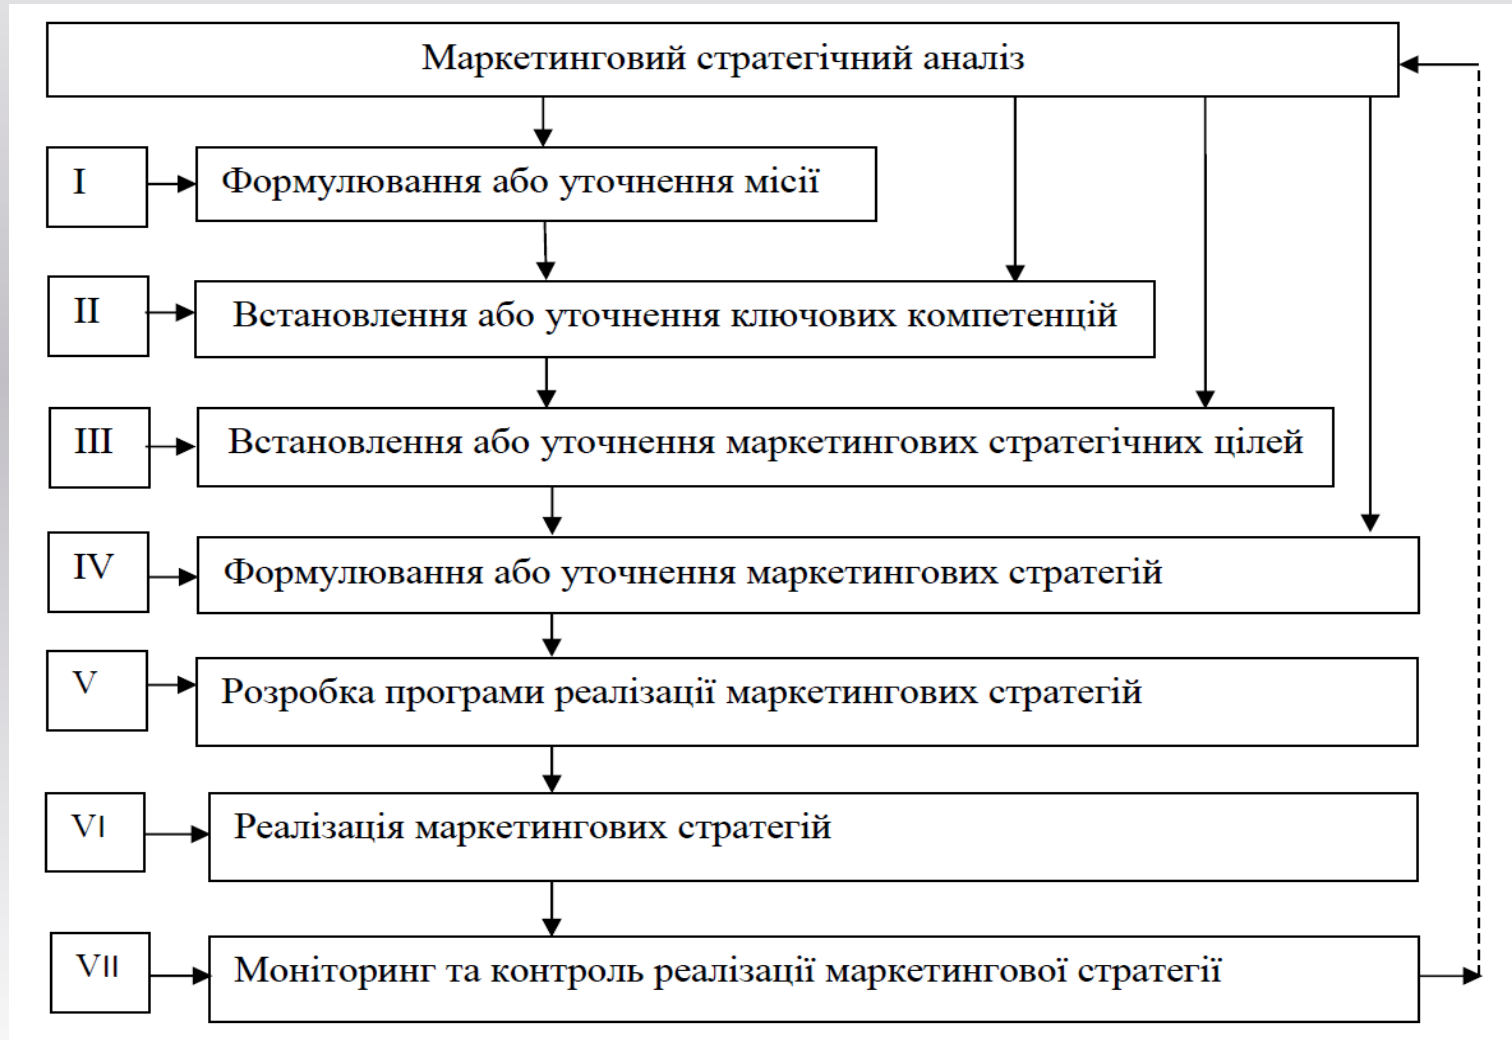 Маркетинговий стратегічний аналіз
I
Формулювання або уточнення місії
II
Встановлення або уточнення ключових компетенцій
III
Встановлення або уточнення маркетингових стратегічних цілей
IV
Формулювання або уточнення маркетингових стратегій
V
Розробка програми реалізації маркетингових стратегій
VI
Реалізація маркетингових стратегій
VII
Моніторинг та контроль реалізації маркетингової стратегії